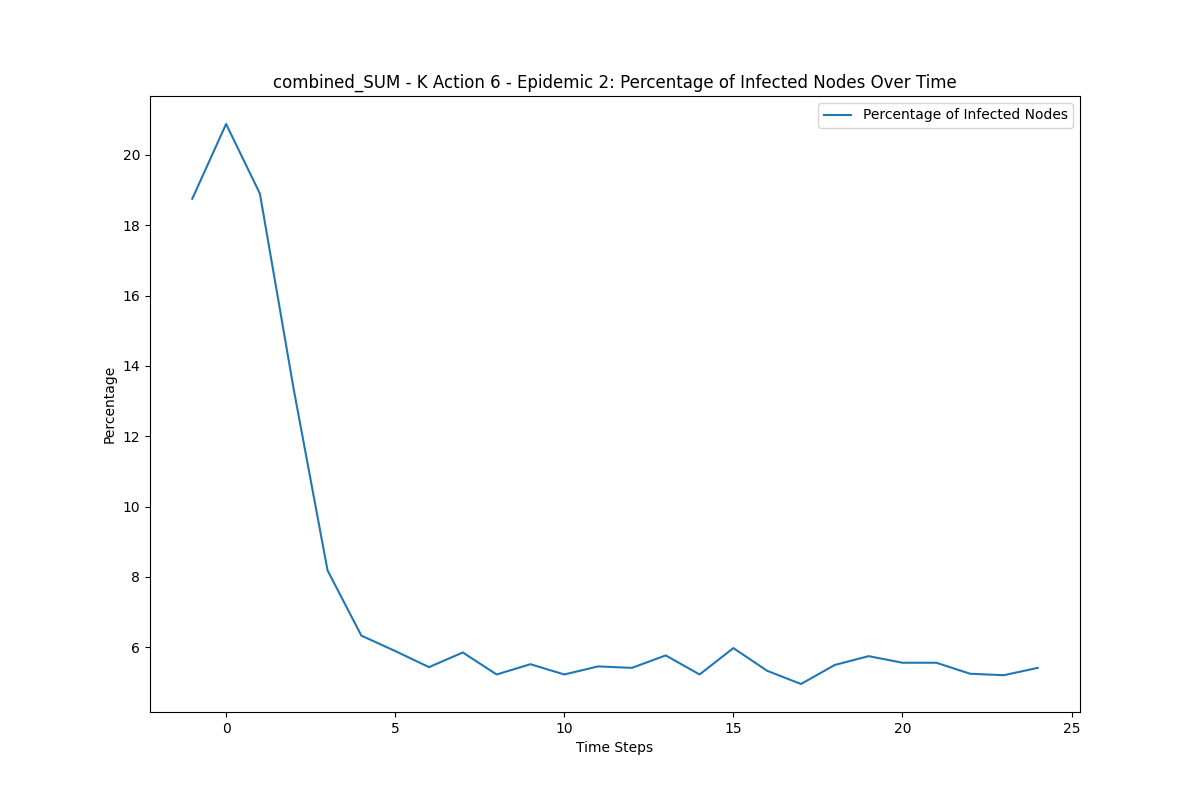 combined_SUM - K Action 6 - Epidemic 2: Percentage of Infected Nodes Over Time
Percentage of Infected Nodes
20
18
16
14
12
10
8
6
Percentage
0 5 10 15 20 25
Time Steps